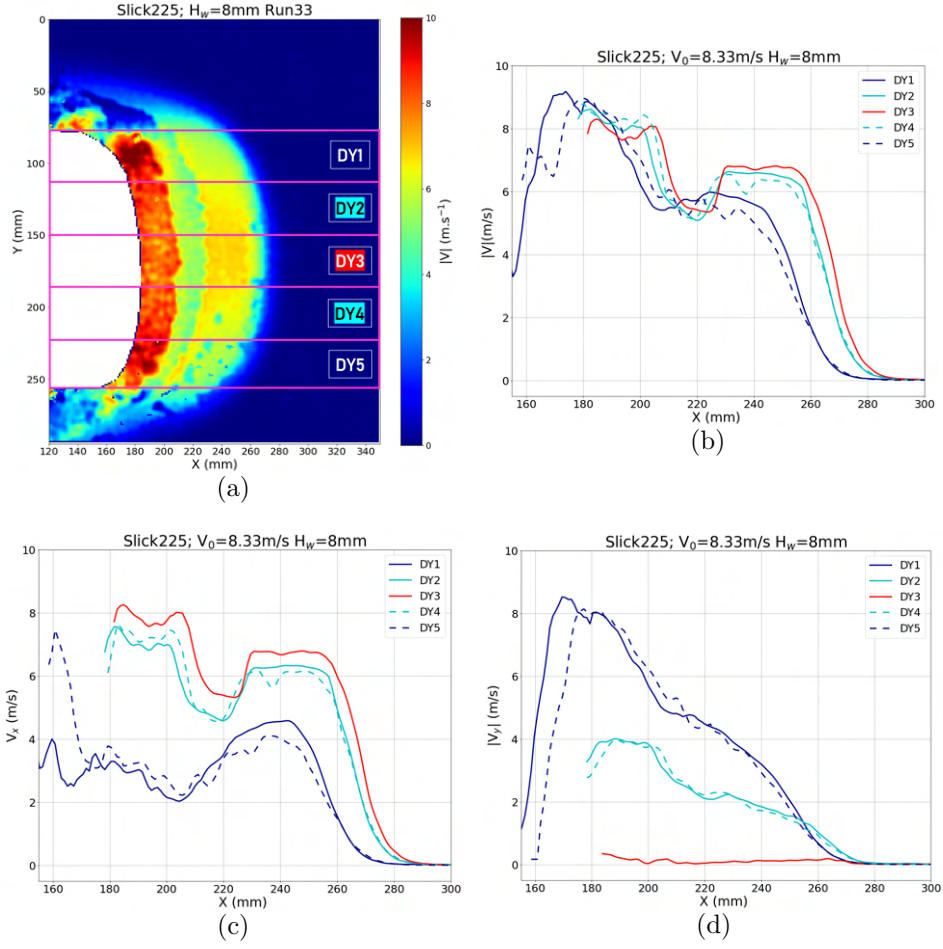 Slick225; H_w=8mm Run33
0
50
100
150
200
250
Y (mm)
120 140 160 180 200 220 240 260 280 300 320 340
X (mm)
DY1
DY2
DY3
DY4
DY5
10
8
6
4
2
0
|V| (m.s⁻¹)
(a)
Slick225; V₀=8.33m/s H_w=8mm
10
8
6
4
2
0
|V|(m/s)
160 180 200 220 240 260 280 300
X (mm)
DY1
DY2
DY3
DY4
DY5
(b)
Slick225; V₀=8.33m/s H_w=8mm
10
8
6
4
2
0
Vₓ (m/s)
160 180 200 220 240 260 280 300
X (mm)
DY1
DY2
DY3
DY4
DY5
(c)
Slick225; V₀=8.33m/s H_w=8mm
10
8
6
4
2
0
|V_y| (m/s)
160 180 200 220 240 260 280 300
X (mm)
DY1
DY2
DY3
DY4
DY5
(d)